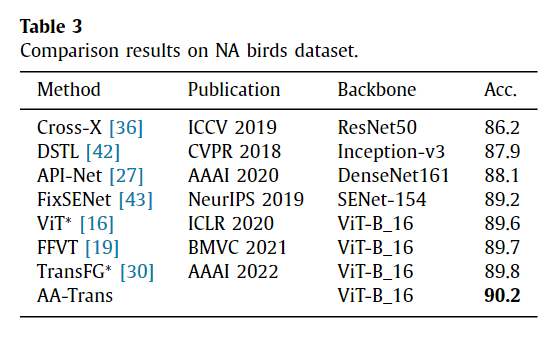 Table 3
Comparison results on NA birds dataset.
Method Publication Backbone Acc.
Cross-X [36] ICCV 2019 ResNet50 86.2
DSTL [42] CVPR 2018 Inception-v3 87.9
API-Net [27] AAAI 2020 DenseNet161 88.1
FixSENet [43] NeurIPS 2019 SENet-154 89.2
ViT* [16] ICLR 2020 ViT-B_16 89.6
FFVT [19] BMVC 2021 ViT-B_16 89.7
TransFG* [30] AAAI 2022 ViT-B_16 89.8
AA-Trans ViT-B_16 90.2